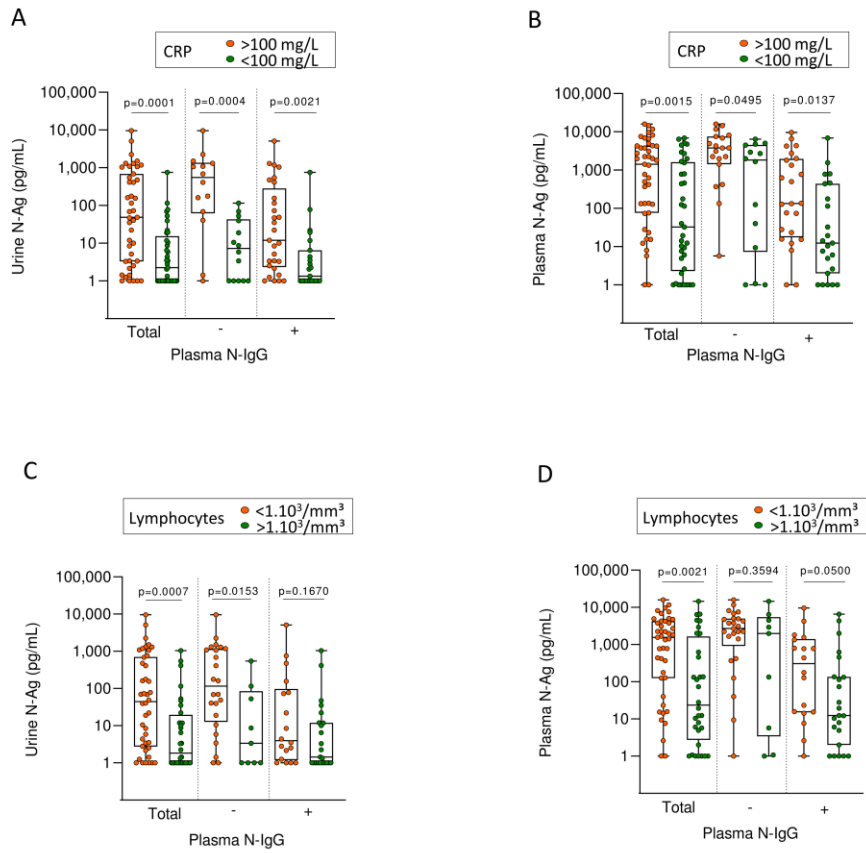 A
CRP
>100 mg/L
<100 mg/L
p=0.0001
p=0.0004
p=0.0021
100,000
10,000
1,000
100
10
1
Urine N-Ag (pg/mL)
Total
-
+
Plasma N-IgG
B
CRP
>100 mg/L
<100 mg/L
p=0.0015
p=0.0495
p=0.0137
100,000
10,000
1,000
100
10
1
Plasma N-Ag (pg/mL)
Total
-
+
Plasma N-IgG
C
Lymphocytes
<1.10³/mm³
>1.10³/mm³
p=0.0007
p=0.0153
p=0.1670
100,000
10,000
1,000
100
10
1
Urine N-Ag (pg/mL)
Total
-
+
Plasma N-IgG
D
Lymphocytes
<1.10³/mm³
>1.10³/mm³
p=0.0021
p=0.3594
p=0.0500
100,000
10,000
1,000
100
10
1
Plasma N-Ag (pg/mL)
Total
-
+
Plasma N-IgG